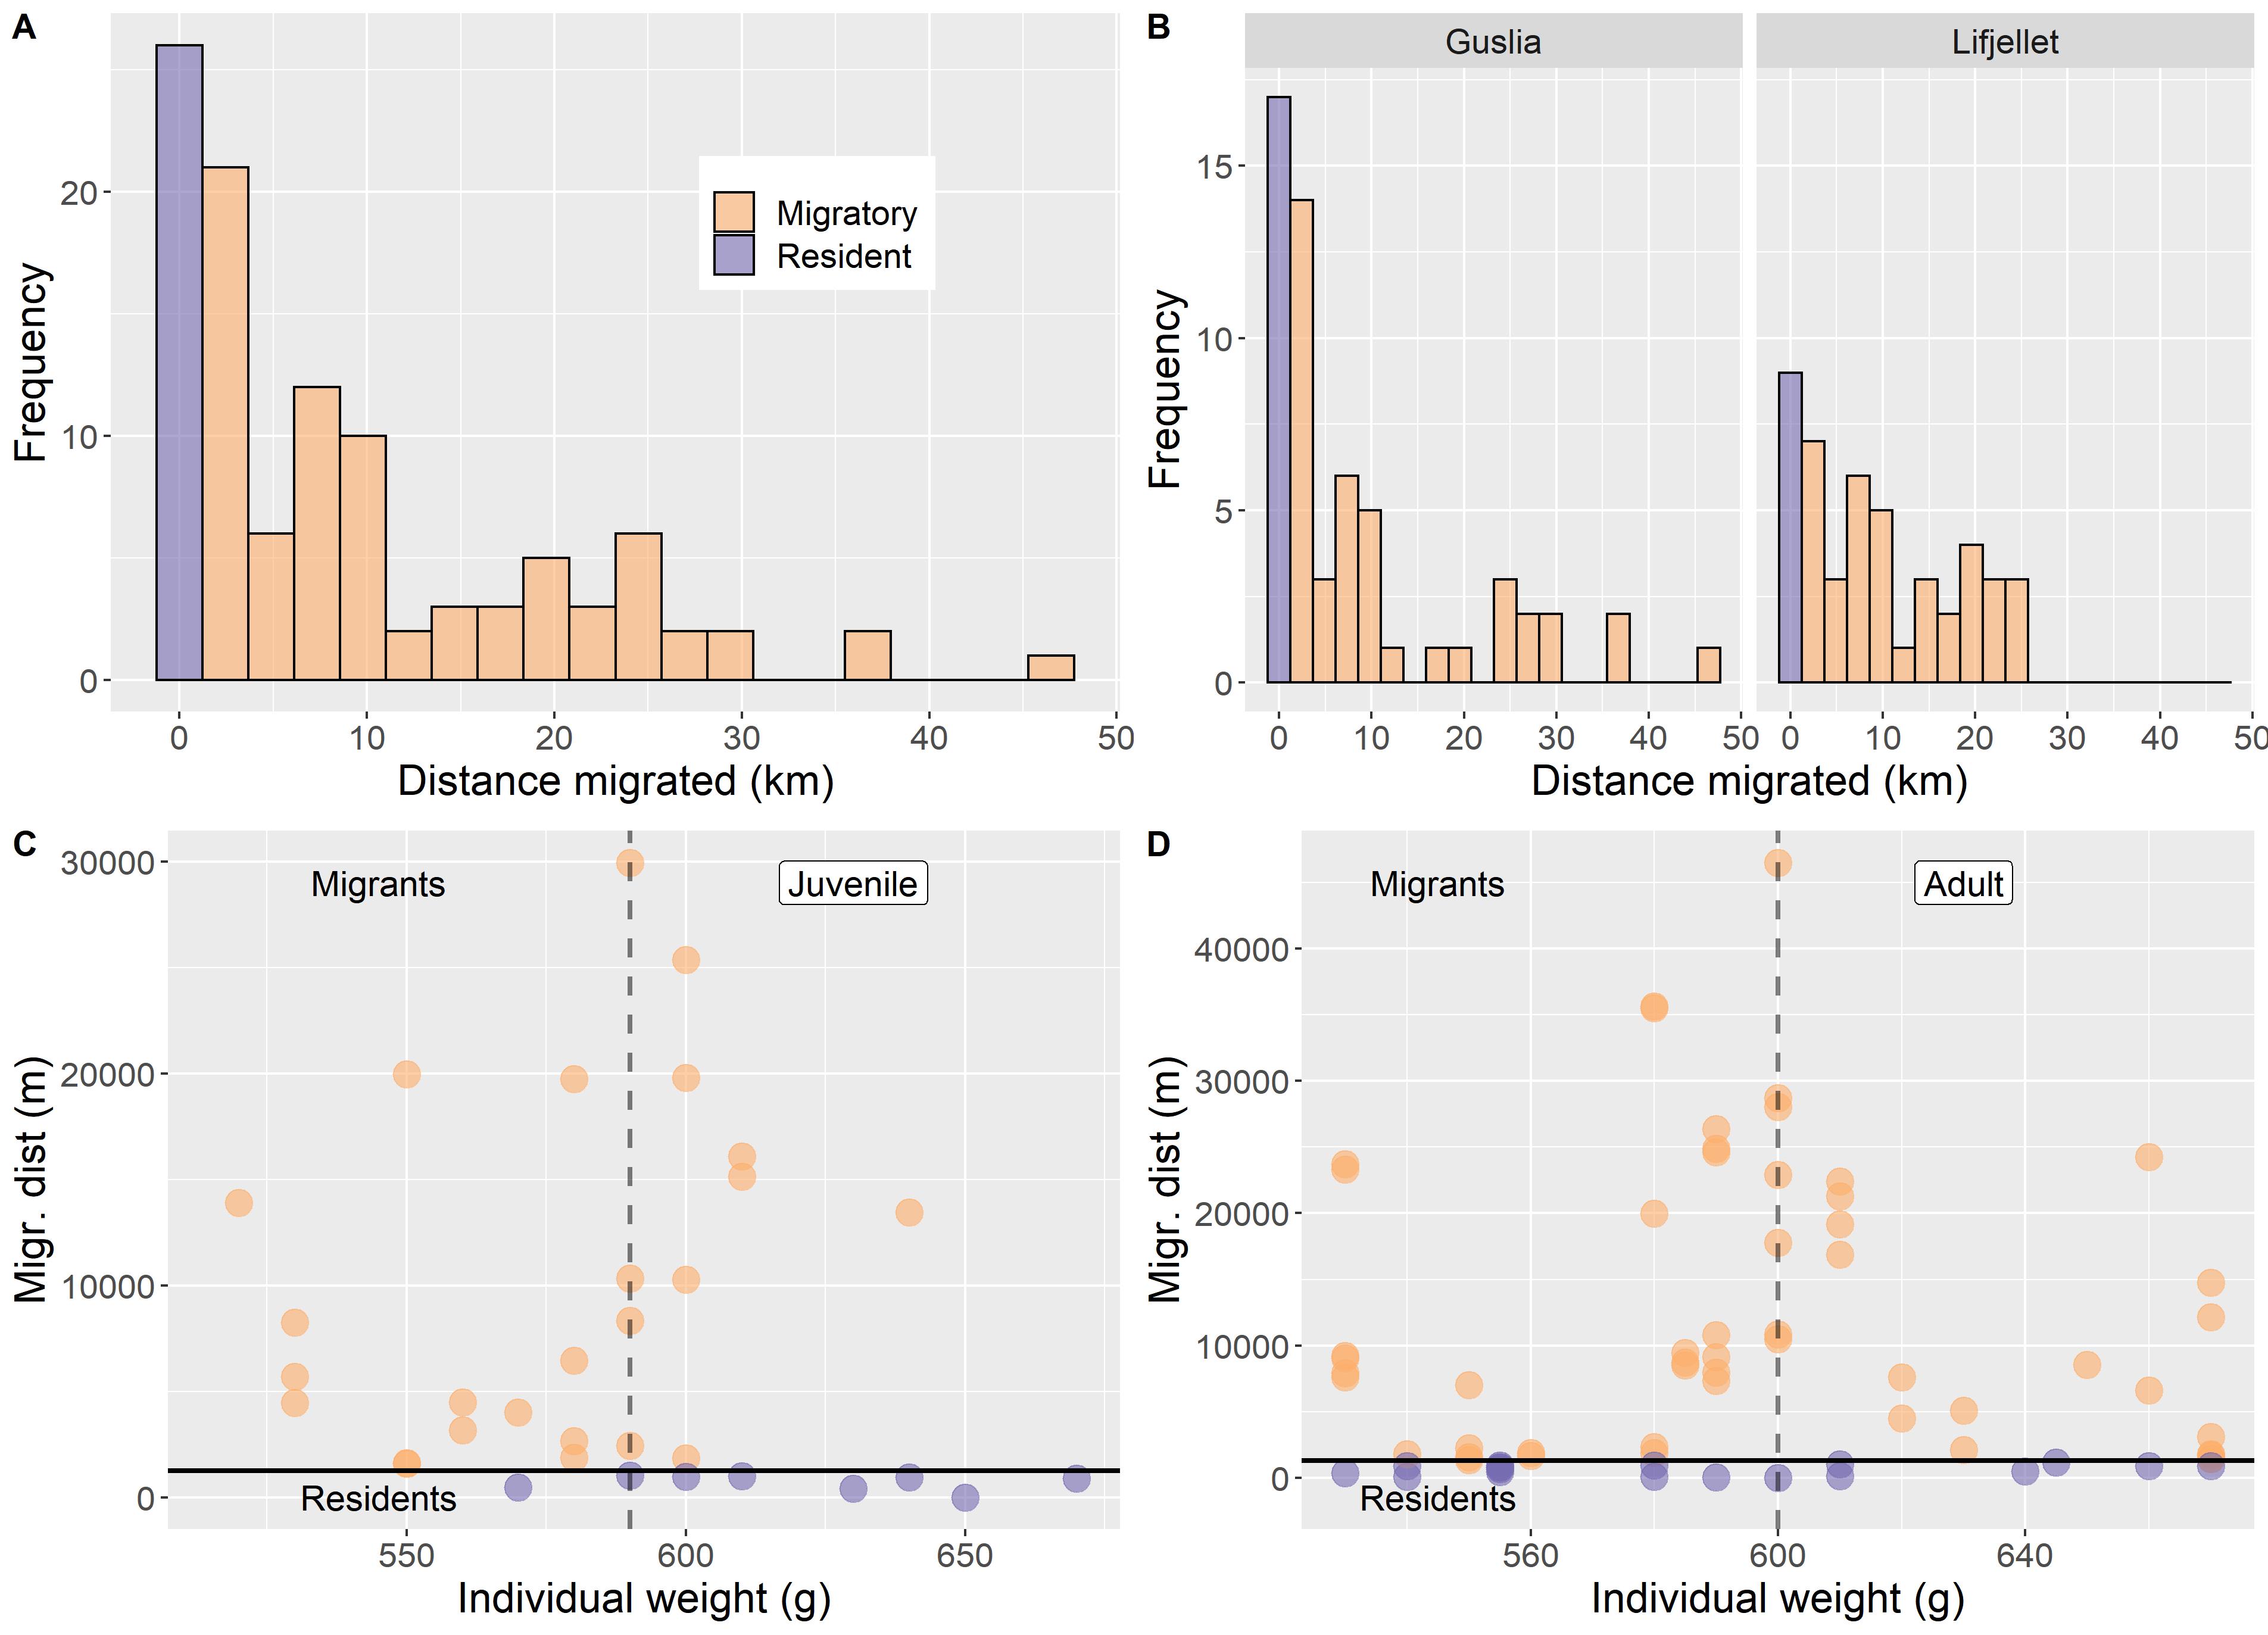 A
Frequency
20
10
0
Migratory
Resident
0 10 20 30 40 50
Distance migrated (km)
B
Guslia Lifjellet
Frequency
15
10
5
0
0 10 20 30 40 50 0 10 20 30 40 50
Distance migrated (km)
C
Migr. dist (m)
30000
20000
10000
0
Migrants
Juvenile
Residents
550 600 650
Individual weight (g)
D
Migr. dist (m)
40000
30000
20000
10000
0
Migrants
Adult
Residents
560 600 640
Individual weight (g)